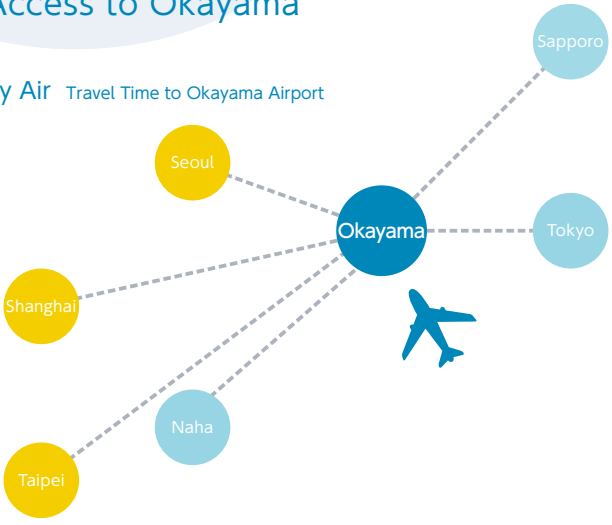 Access to Okayama
y Air Travel Time to Okayama Airport
Sapporo
Seoul
Okayama
Tokyo
Shanghai
Naha
Taipei